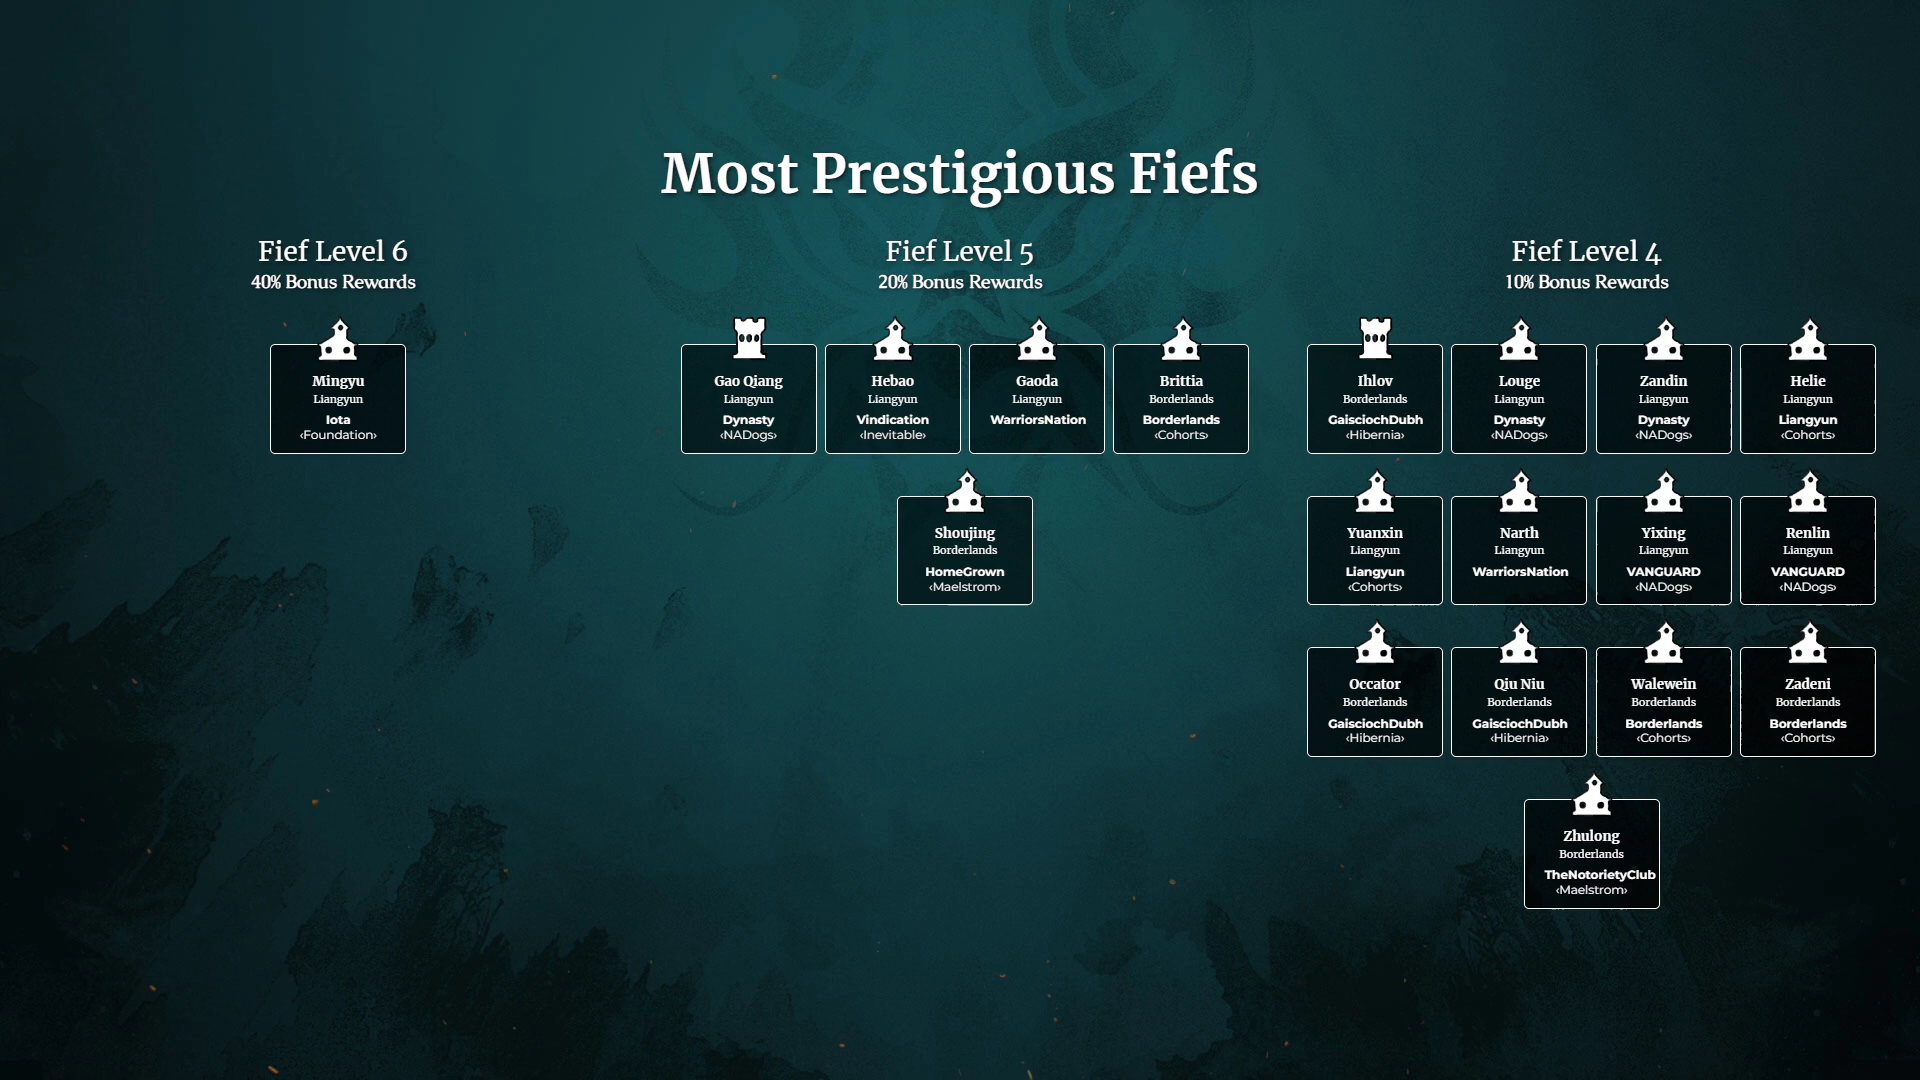 Most Prestigious Fiefs
Fief Level 6
40% Bonus Rewards
Mingyu
Liangyun
Iota
‹Foundation›
Fief Level 5
20% Bonus Rewards
Gao Qiang
Liangyun
Dynasty
‹NADogs›
Hebao
Liangyun
Vindication
‹Inevitable›
Gaoda
Liangyun
WarriorsNation
Brittia
Borderlands
Borderlands
‹Cohorts›
Shoujing
Borderlands
HomeGrown
‹Maelstrom›
Fief Level 4
10% Bonus Rewards
Ihlov
Borderlands
GaisciochDubh
‹Hibernia›
Louge
Liangyun
Dynasty
‹NADogs›
Zandin
Liangyun
Dynasty
‹NADogs›
Helie
Liangyun
Liangyun
‹Cohorts›
Yuanxin
Liangyun
Liangyun
‹Cohorts›
Narth
Liangyun
WarriorsNation
Yixing
Liangyun
VANGUARD
‹NADogs›
Renlin
Liangyun
VANGUARD
‹NADogs›
Occator
Borderlands
GaisciochDubh
‹Hibernia›
Qiu Niu
Borderlands
GaisciochDubh
‹Hibernia›
Walewein
Borderlands
Borderlands
‹Cohorts›
Zadeni
Borderlands
Borderlands
‹Cohorts›
Zhulong
Borderlands
TheNotorietyClub
‹Maelstrom›